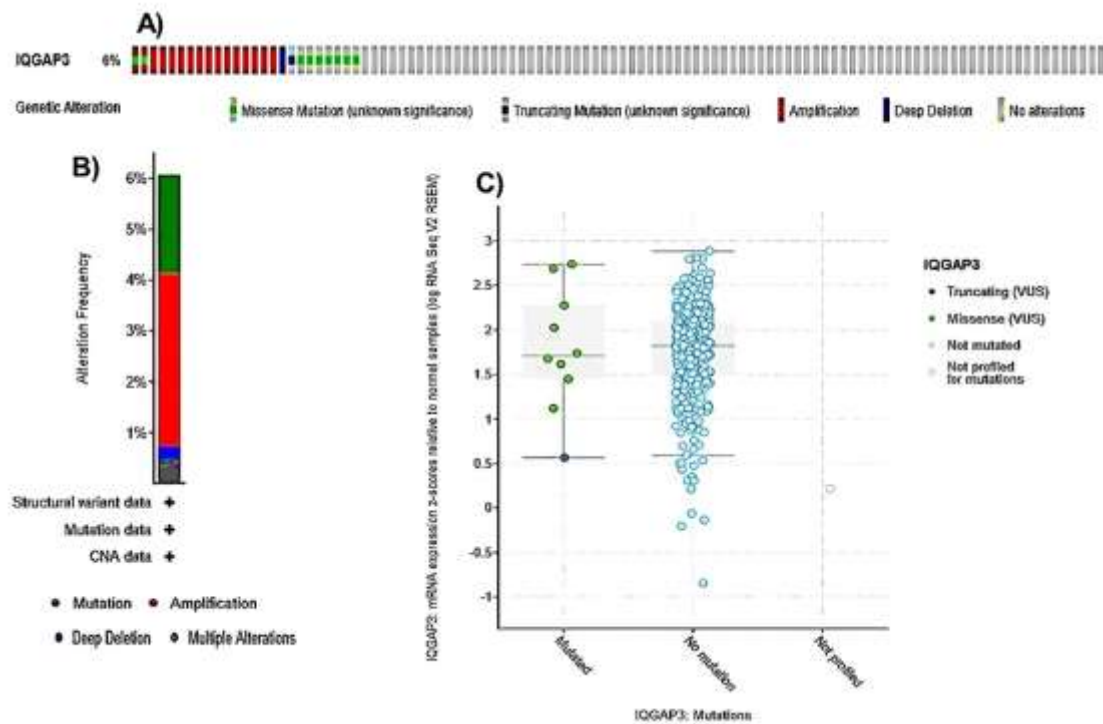 A)
IQGAP3 6%
Genetic Alteration Missense Mutation (unknown significance) Truncating Mutation (unknown significance) Amplification Deep Deletion No alterations
B)
Alteration Frequency
6%
5%
4%
3%
2%
1%
Structural variant data +
Mutation data +
CNA data +
Mutation Amplification
Deep Deletion Multiple Alterations
C)
IQGAP3: mRNA expression z-scores relative to normal samples (log RNA Seq V2 RSEM)
3
2.5
2
1.5
1
0.5
0
-0.5
-1
Mutated
No mutation
Not profiled
IQGAP3: Mutations
IQGAP3
Truncating (VUS)
Missense (VUS)
Not mutated
Not profiled
for mutations